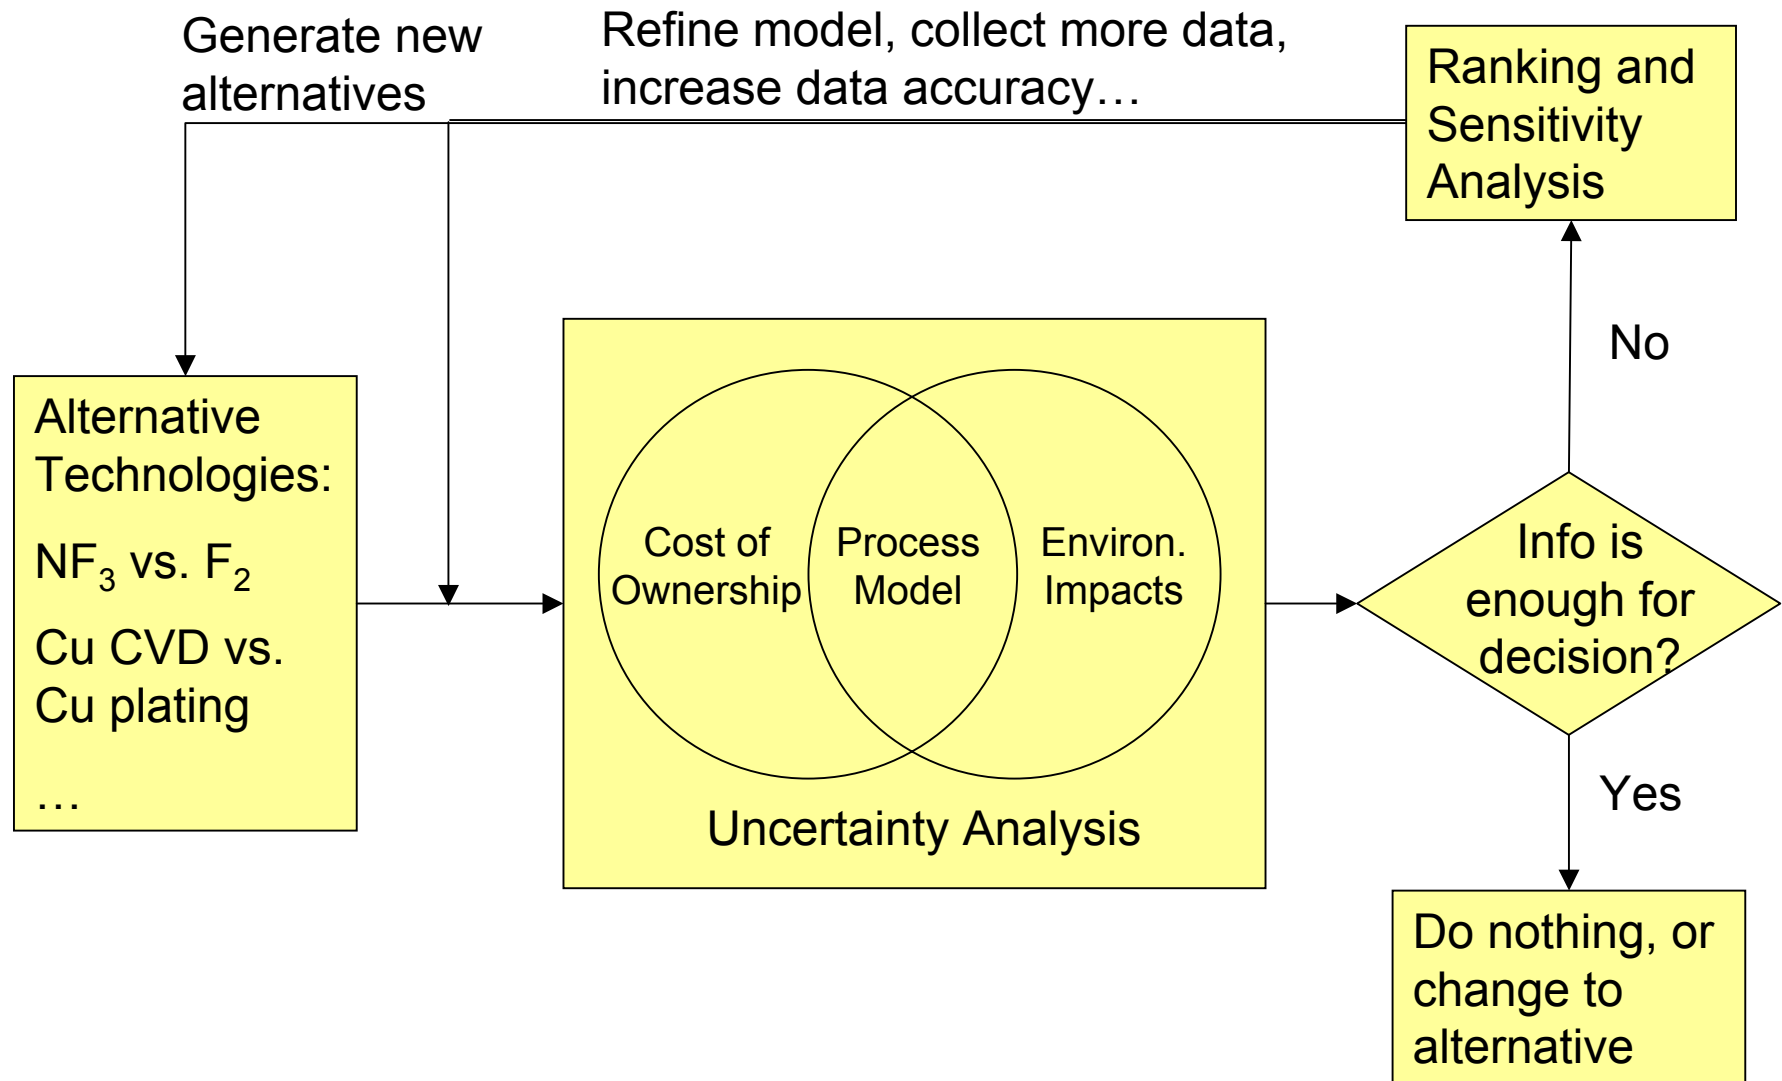 Generate new
alternatives
Refine model, collect more data,
increase data accuracy…
Ranking and
Sensitivity
Analysis
No
Alternative
Technologies:
NF₃ vs. F₂
Cu CVD vs.
Cu plating
…
Cost of
Ownership
Process
Model
Environ.
Impacts
Uncertainty Analysis
Info is
enough for
decision?
Yes
Do nothing, or
change to
alternative